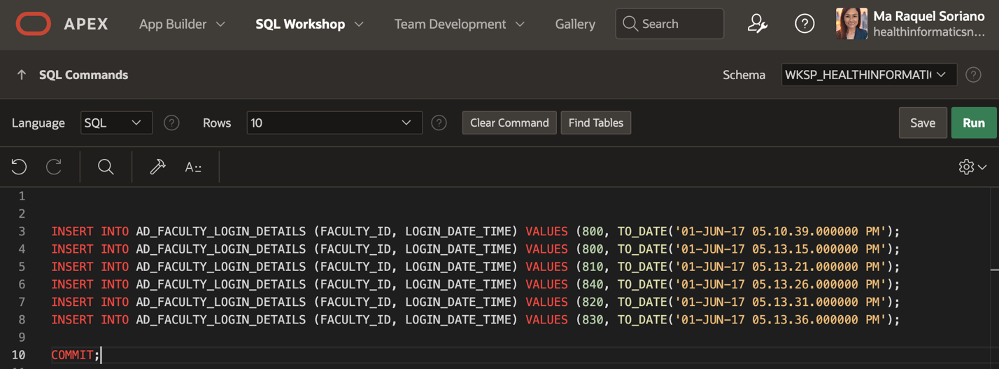 APEX App Builder SQL Workshop Team Development Gallery Search Ma Raquel Soriano
healthinformaticsn...
SQL Commands Schema WKSP_HEALTHINFORMATI
Language SQL Rows 10 Clear Command Find Tables Save Run
A::
1
2
3 INSERT INTO AD_FACULTY_LOGIN_DETAILS (FACULTY_ID, LOGIN_DATE_TIME) VALUES (800, TO_DATE('01-JUN-17 05.10.39.000000 PM');
4 INSERT INTO AD_FACULTY_LOGIN_DETAILS (FACULTY_ID, LOGIN_DATE_TIME) VALUES (800, TO_DATE('01-JUN-17 05.13.15.000000 PM');
5 INSERT INTO AD_FACULTY_LOGIN_DETAILS (FACULTY_ID, LOGIN_DATE_TIME) VALUES (810, TO_DATE('01-JUN-17 05.13.21.000000 PM');
6 INSERT INTO AD_FACULTY_LOGIN_DETAILS (FACULTY_ID, LOGIN_DATE_TIME) VALUES (840, TO_DATE('01-JUN-17 05.13.26.000000 PM');
7 INSERT INTO AD_FACULTY_LOGIN_DETAILS (FACULTY_ID, LOGIN_DATE_TIME) VALUES (820, TO_DATE('01-JUN-17 05.13.31.000000 PM');
8 INSERT INTO AD_FACULTY_LOGIN_DETAILS (FACULTY_ID, LOGIN_DATE_TIME) VALUES (830, TO_DATE('01-JUN-17 05.13.36.000000 PM');
9
10 COMMIT;